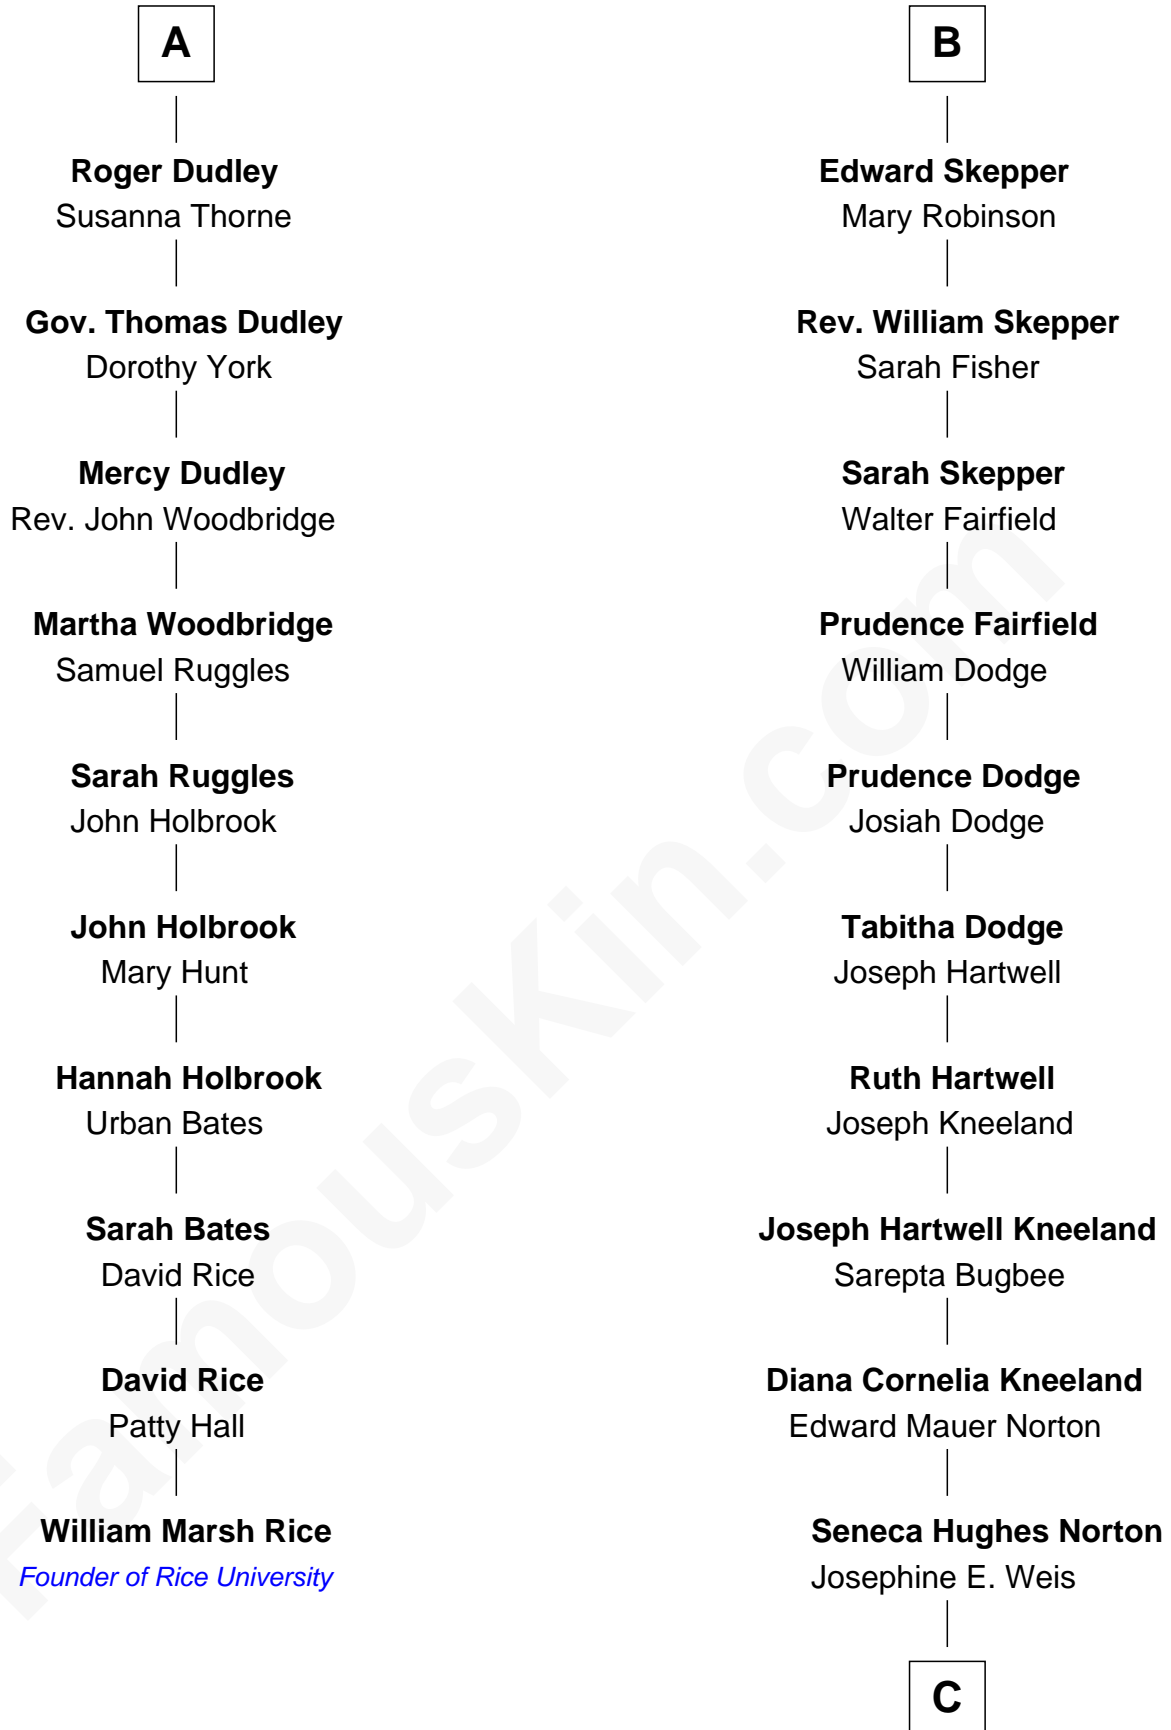 A
Roger Dudley
Susanna Thorne
Gov. Thomas Dudley
Dorothy York
Mercy Dudley
Rev. John Woodbridge
Martha Woodbridge
Samuel Ruggles
Sarah Ruggles
John Holbrook
John Holbrook
Mary Hunt
Hannah Holbrook
Urban Bates
Sarah Bates
David Rice
David Rice
Patty Hall
William Marsh Rice
Founder of Rice University
B
Edward Skepper
Mary Robinson
Rev. William Skepper
Sarah Fisher
Sarah Skepper
Walter Fairfield
Prudence Fairfield
William Dodge
Prudence Dodge
Josiah Dodge
Tabitha Dodge
Joseph Hartwell
Ruth Hartwell
Joseph Kneeland
Joseph Hartwell Kneeland
Sarepta Bugbee
Diana Cornelia Kneeland
Edward Mauer Norton
Seneca Hughes Norton
Josephine E. Weis
C
FamousKin.com